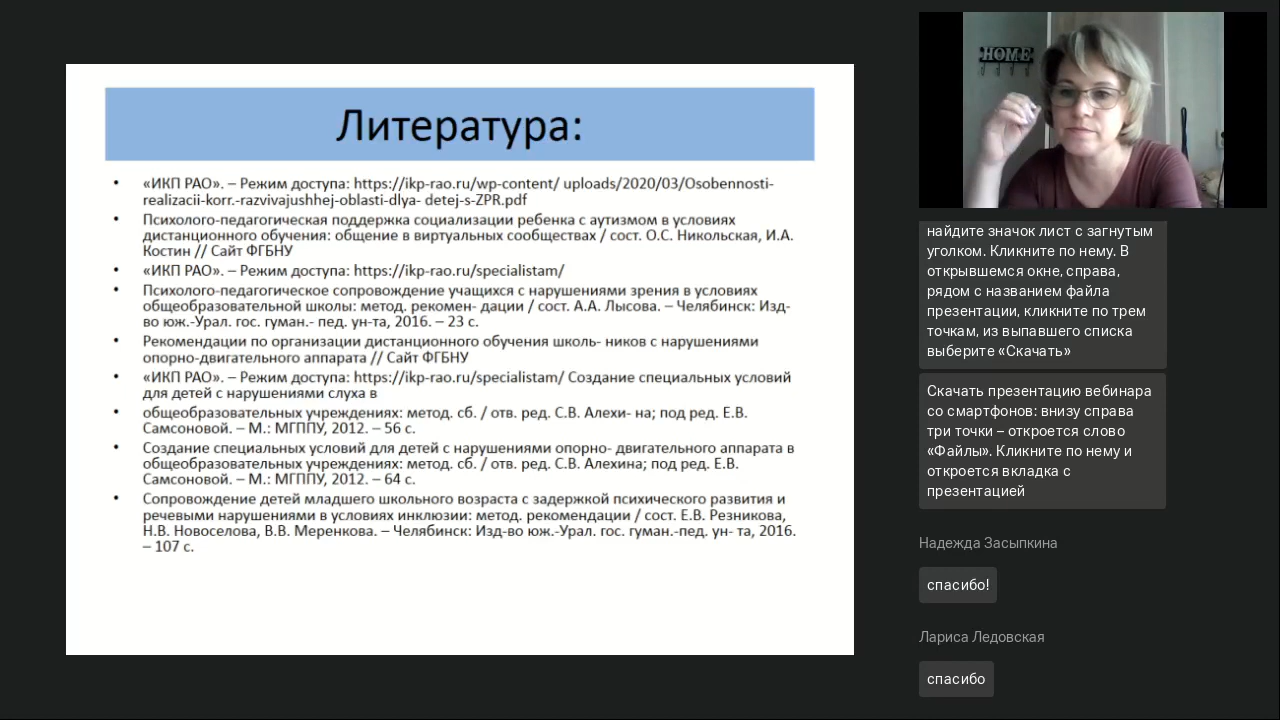 Литература:
• «ИКП РАО». – Режим доступа: https://ikp-rao.ru/wp-content/ uploads/2020/03/Osobennosti-
realizacii-korr.-razvivajushhej-oblasti-dlya- detej-s-ZPR.pdf
• Психолого-педагогическая поддержка социализации ребенка с аутизмом в условиях
дистанционного обучения: общение в виртуальных сообществах / сост. О.С. Никольская, И.А.
Костин // Сайт ФГБНУ
• «ИКП РАО». – Режим доступа: https://ikp-rao.ru/specialistam/
• Психолого-педагогическое сопровождение учащихся с нарушениями зрения в условиях
общеобразовательной школы: метод. рекомен- дации / сост. А.А. Лысова. – Челябинск: Изд-
во юж.-Урал. гос. гуман.- пед. ун-та, 2016. – 23 с.
• Рекомендации по организации дистанционного обучения школь- ников с нарушениями
опорно-двигательного аппарата // Сайт ФГБНУ
• «ИКП РАО». – Режим доступа: https://ikp-rao.ru/specialistam/ Создание специальных условий
для детей с нарушениями слуха в
• общеобразовательных учреждениях: метод. сб. / отв. ред. С.В. Алехи- на; под ред. Е.В.
Самсоновой. – М.: МГППУ, 2012. – 56 с.
• Создание специальных условий для детей с нарушениями опорно- двигательного аппарата в
общеобразовательных учреждениях: метод. сб. / отв. ред. С.В. Алехина; под ред. Е.В.
Самсоновой. – М.: МГППУ, 2012. – 64 с.
• Сопровождение детей младшего школьного возраста с задержкой психического развития и
речевыми нарушениями в условиях инклюзии: метод. рекомендации / сост. Е.В. Резникова,
Н.В. Новоселова, В.В. Меренкова. – Челябинск: Изд-во юж.-Урал. гос. гуман.-пед. ун- та, 2016.
– 107 с.
HOME
найдите значок лист с загнутым
уголком. Кликните по нему. В
открывшемся окне, справа,
рядом с названием файла
презентации, кликните по трем
точкам, из выпавшего списка
выберите «Скачать»
Скачать презентацию вебинара
со смартфонов: внизу справа
три точки – откроется слово
«Файлы». Кликните по нему и
откроется вкладка с
презентацией
Надежда Засыпкина
спасибо!
Лариса Ледовская
спасибо